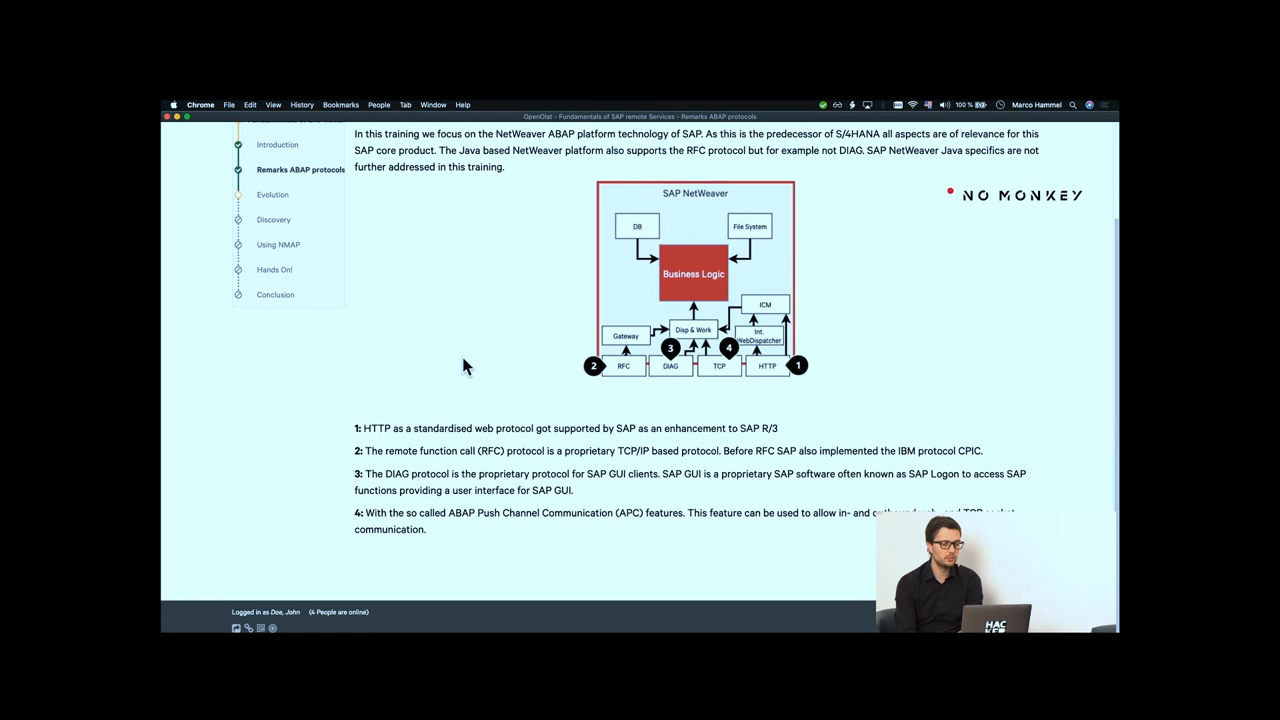 Chrome File Edit View History Bookmarks People Tab Window Help 100 % Marco Hammel
OpenOlat - Fundamentals of SAP remote Services - Remarks ABAP protocols
Introduction
Remarks ABAP protocols
Evolution
Discovery
Using NMAP
Hands On!
Conclusion
In this training we focus on the NetWeaver ABAP platform technology of SAP. As this is the predecessor of S/4HANA all aspects are of relevance for this
SAP core product. The Java based NetWeaver platform also supports the RFC protocol but for example not DIAG. SAP NetWeaver Java specifics are not
further addressed in this training.
NO MONKEY
SAP NetWeaver
DB
File System
Business Logic
ICM
Gateway
Disp & Work
Int.
WebDispatcher
3
4
2
RFC
DIAG
TCP
HTTP
1
1: HTTP as a standardised web protocol got supported by SAP as an enhancement to SAP R/3
2: The remote function call (RFC) protocol is a proprietary TCP/IP based protocol. Before RFC SAP also implemented the IBM protocol CPIC.
3: The DIAG protocol is the proprietary protocol for SAP GUI clients. SAP GUI is a proprietary SAP software often known as SAP Logon to access SAP
functions providing a user interface for SAP GUI.
4: With the so called ABAP Push Channel Communication (APC) features. This feature can be used to allow in- and
communication.
Logged in as Doe, John (4 People are online)
HAC
KER